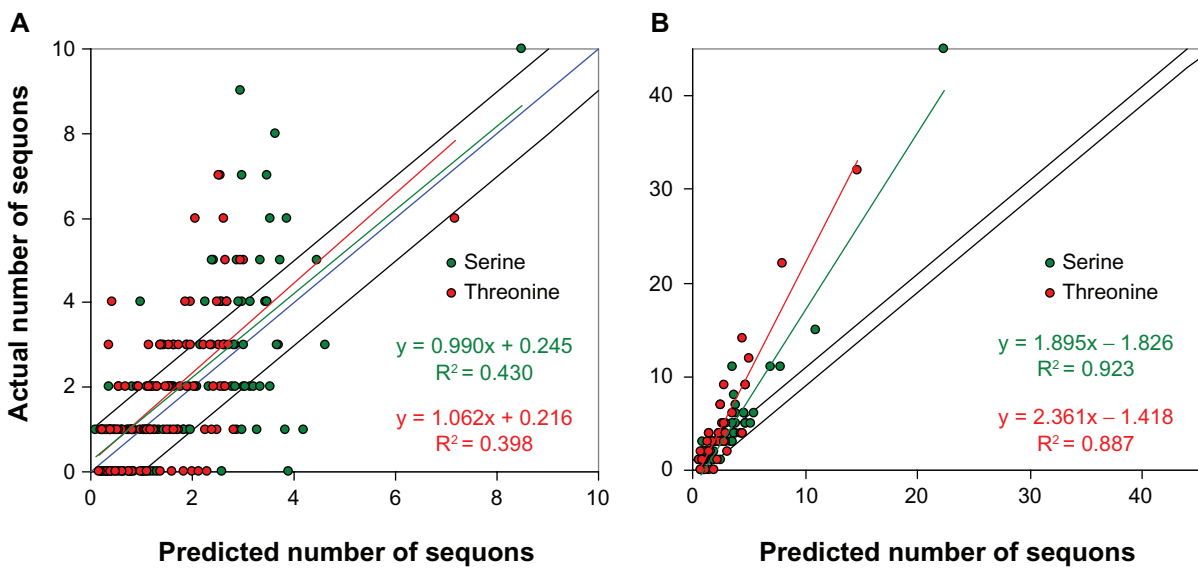 A
Actual number of sequons
10
8
6
4
2
0
0
2
4
6
8
10
Serine
Threonine
y = 0.990x + 0.245
R² = 0.430
y = 1.062x + 0.216
R² = 0.398
Predicted number of sequons
B
40
30
20
10
0
0
10
20
30
40
Serine
Threonine
y = 1.895x – 1.826
R² = 0.923
y = 2.361x – 1.418
R² = 0.887
Predicted number of sequons